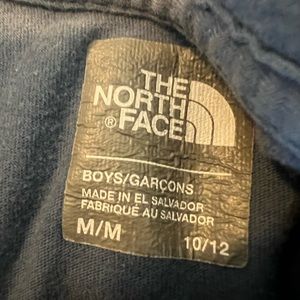 THE
NORTH
®FACE
BOYS/GARÇONS
MADE IN EL SALVADOR
FABRIQUÉ AU SALVADOR
M/M 10/12